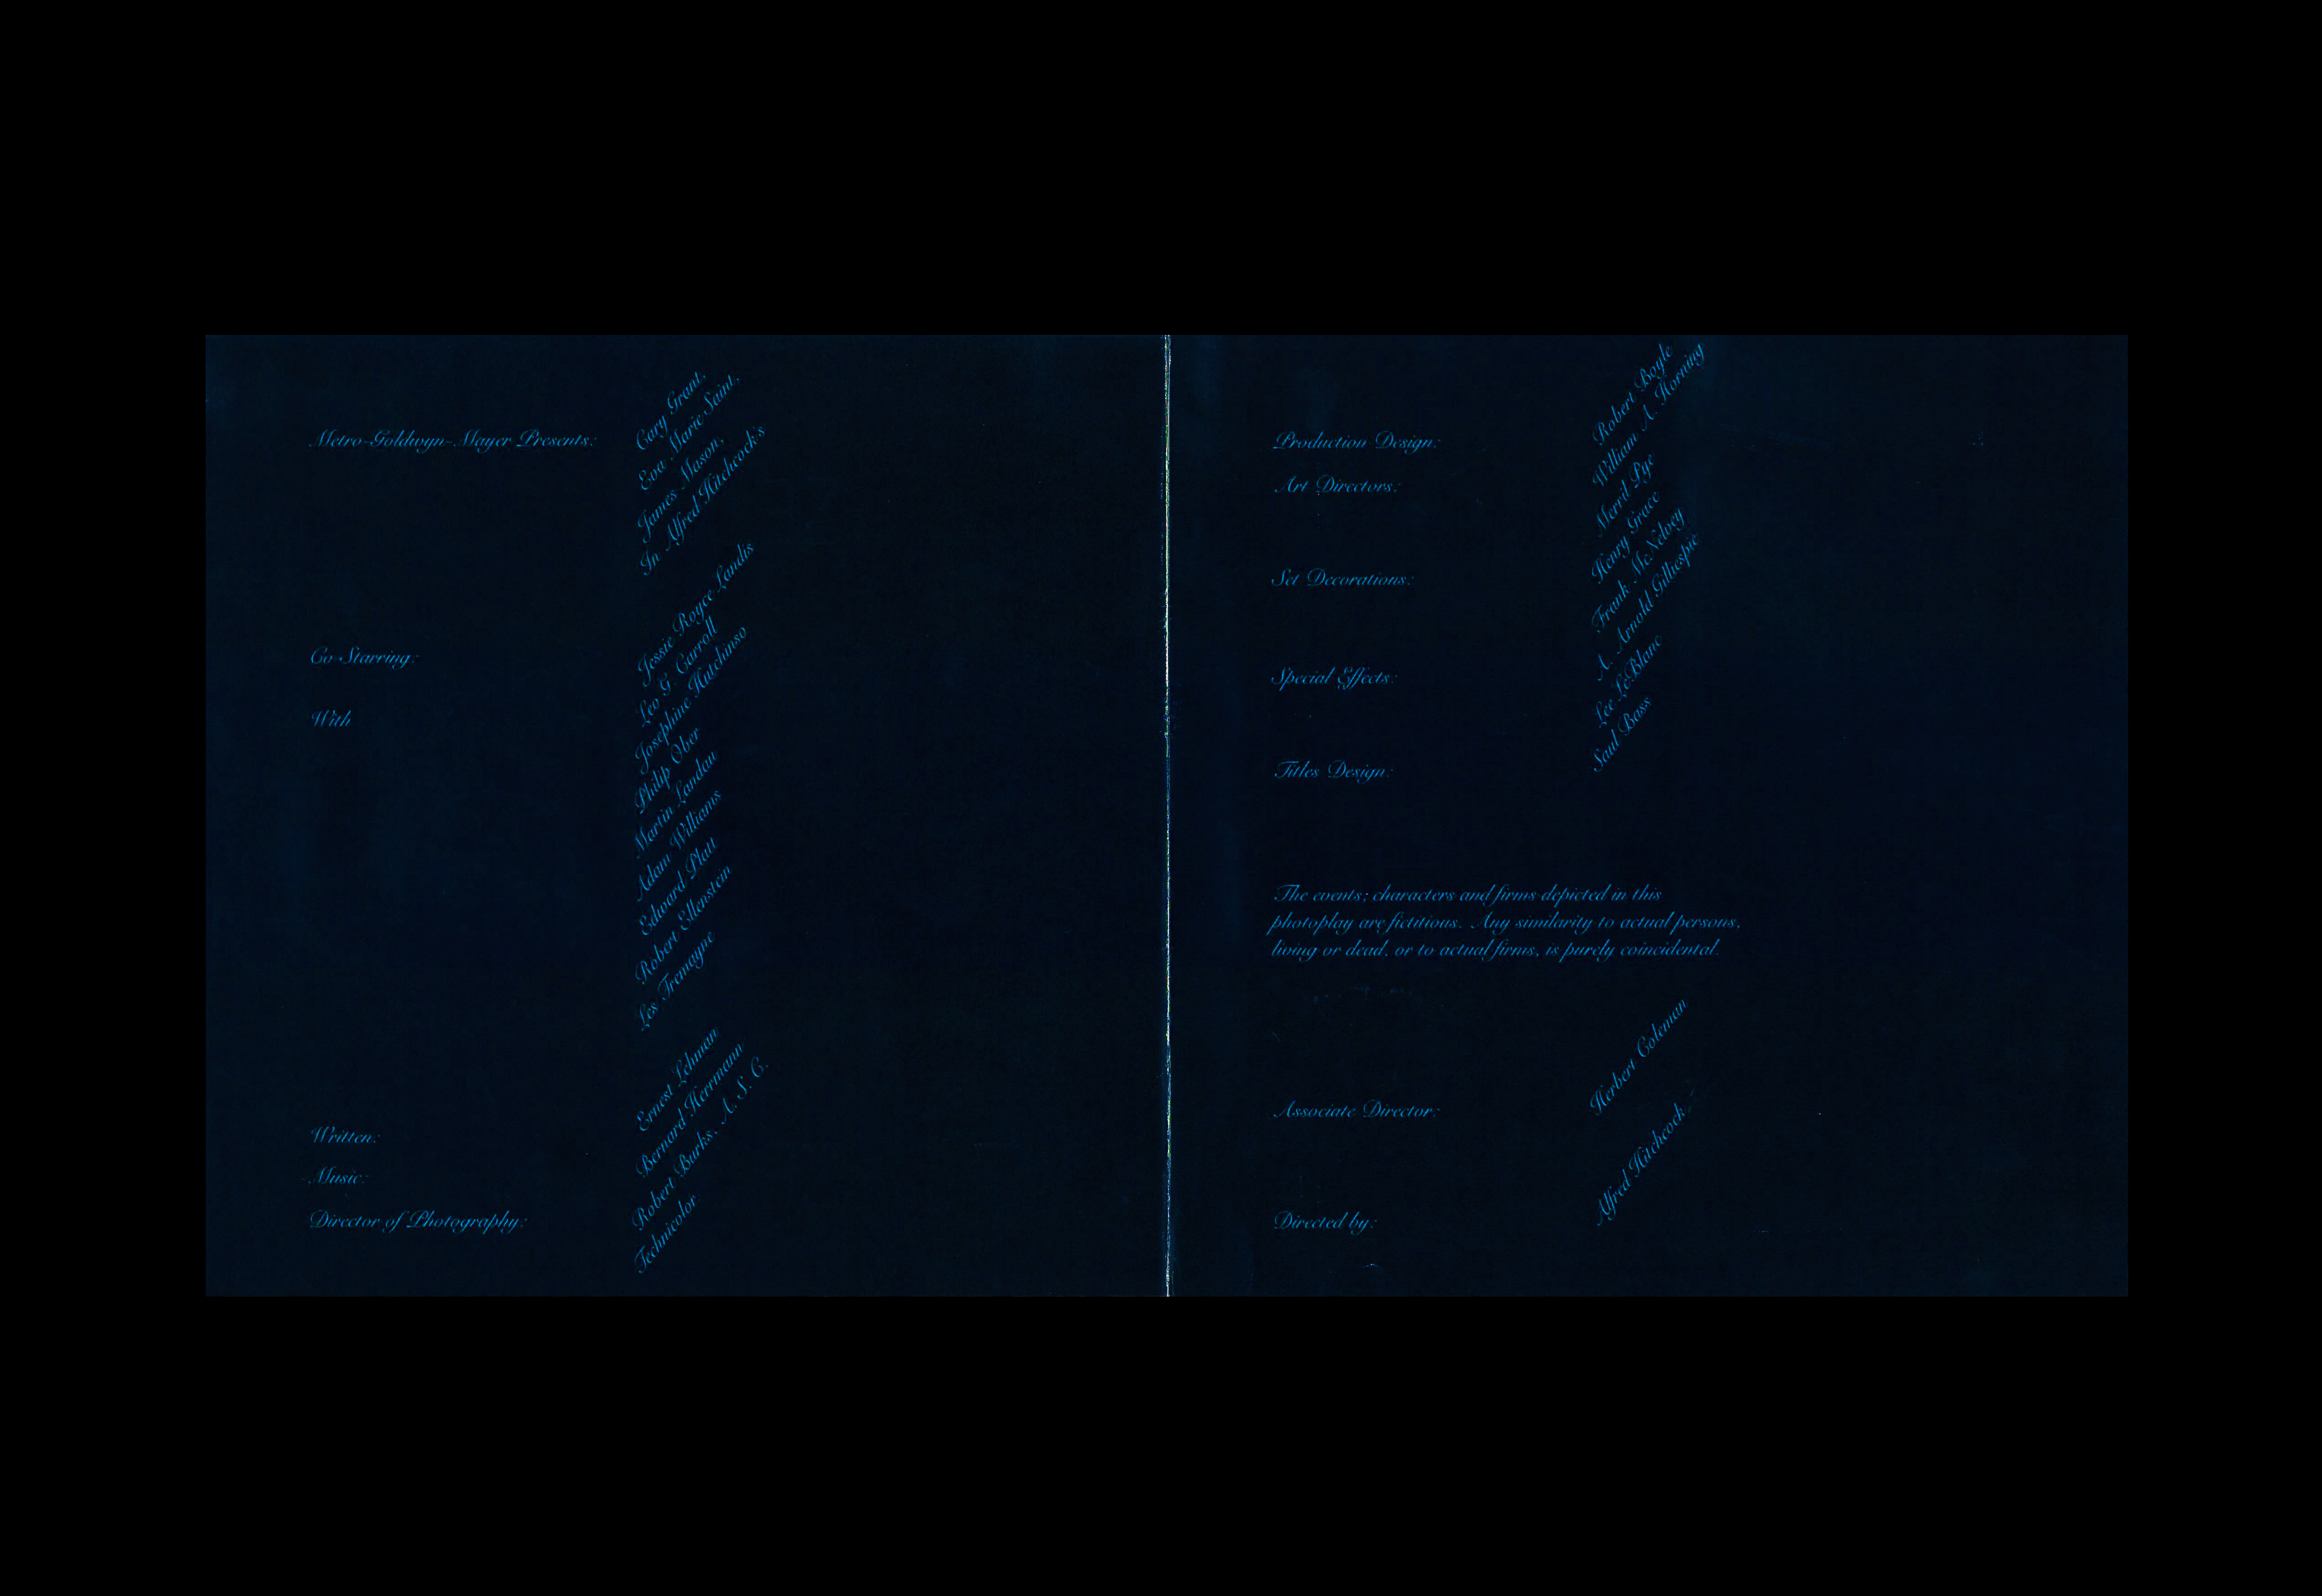 Metro-Goldwyn-Mayer Presents:
Cary Grant,
Eva Marie Saint,
James Mason,
In Alfred Hitchcock's
Co-Starring:
Jessie Royce Landis
Leo G. Carroll
With
Josephine Hutchinso
Philip Ober
Martin Landau
Adam Williams
Edward Platt
Robert Ellenstein
Les Tremayne
Written:
Ernest Lehman
Music:
Bernard Herrmann
Director of Photography:
Robert Burks, A. S. C.
Technicolor
Production Design:
Robert Boyle
Art Directors:
William A. Horning
Merril Pye
Set Decorations:
Henry Grace
Frank McNelvey
Special Effects:
A. Arnold Gilliespie
Lee LeBlanc
Titles Design:
Saul Bass
The events; characters and firms depicted in this
photoplay are fictitious. Any similarity to actual persons,
living or dead, or to actual firms, is purely coincidental.
Associate Director:
Herbert Coleman
Directed by:
Alfred Hitchcock